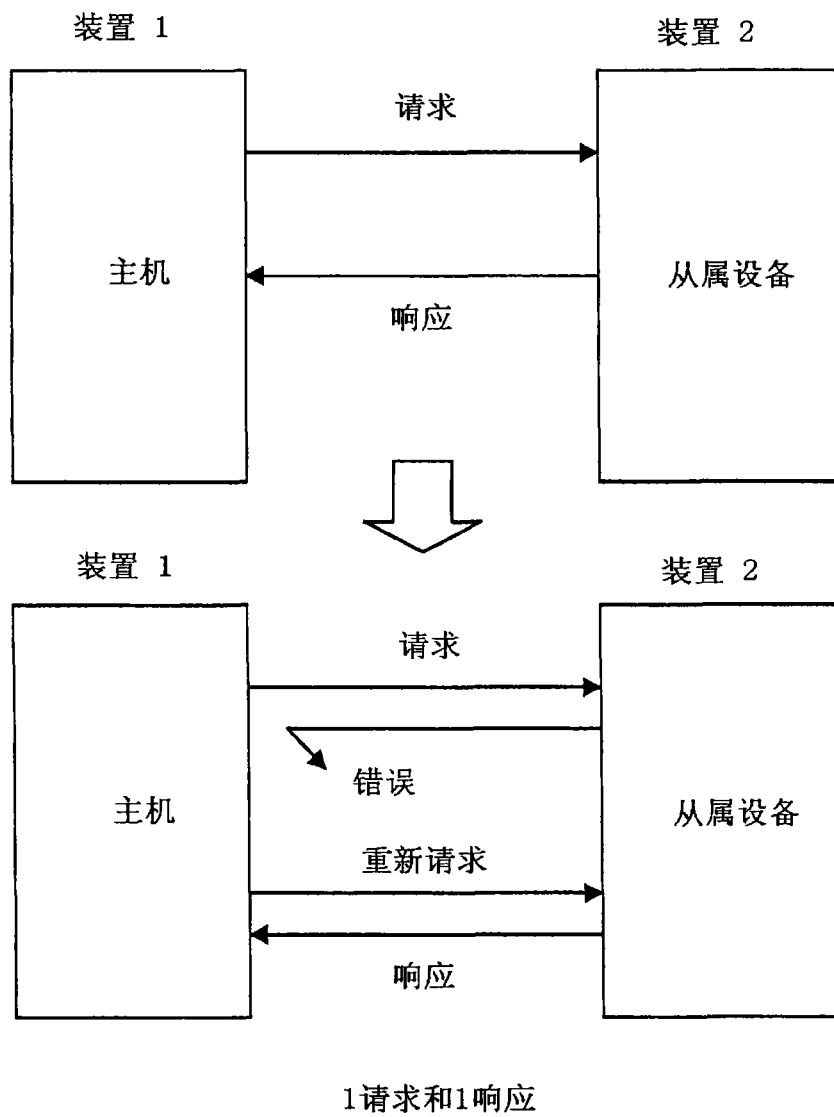 装置 1
装置 2
请求
主机
从属设备
响应
装置 1
装置 2
请求
错误
主机
从属设备
重新请求
响应
1请求和1响应